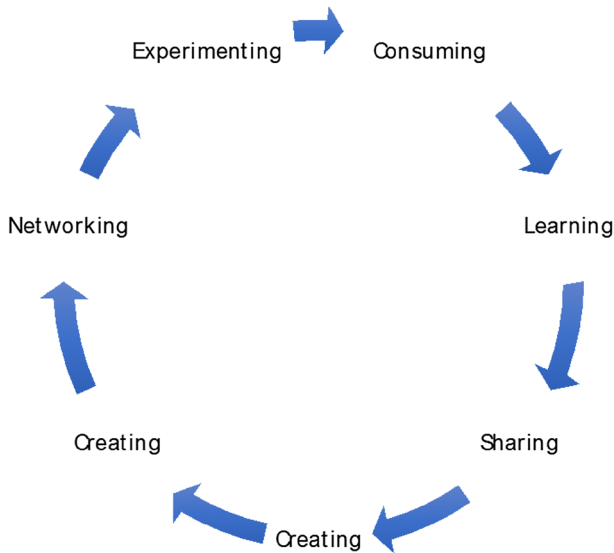 Experimenting
Consuming
Networking
Learning
Creating
Sharing
Creating